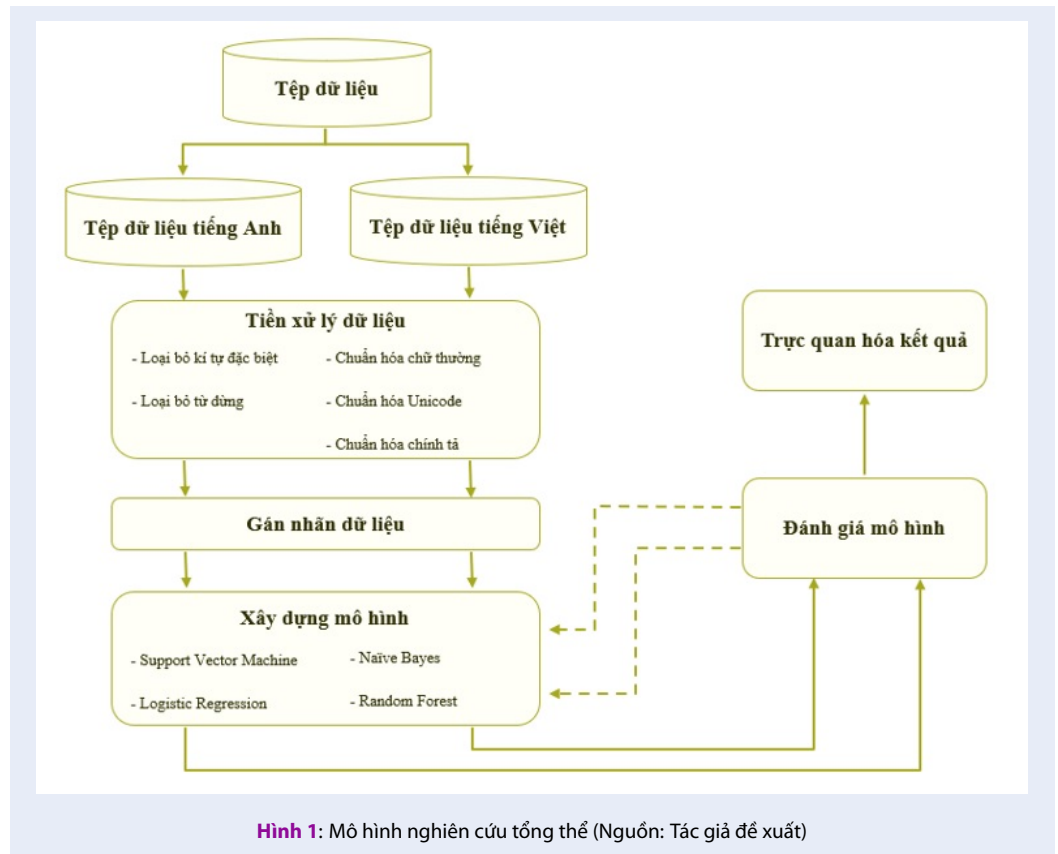 Tệp dữ liệu
Tệp dữ liệu tiếng Anh
Tệp dữ liệu tiếng Việt
Tiền xử lý dữ liệu
- Loại bỏ kí tự đặc biệt
- Chuẩn hóa chữ thường
- Loại bỏ từ dừng
- Chuẩn hóa Unicode
- Chuẩn hóa chính tả
Gán nhãn dữ liệu
Xây dựng mô hình
- Support Vector Machine
- Naïve Bayes
- Logistic Regression
- Random Forest
Trực quan hóa kết quả
Đánh giá mô hình
Hình 1: Mô hình nghiên cứu tổng thể (Nguồn: Tác giả đề xuất)